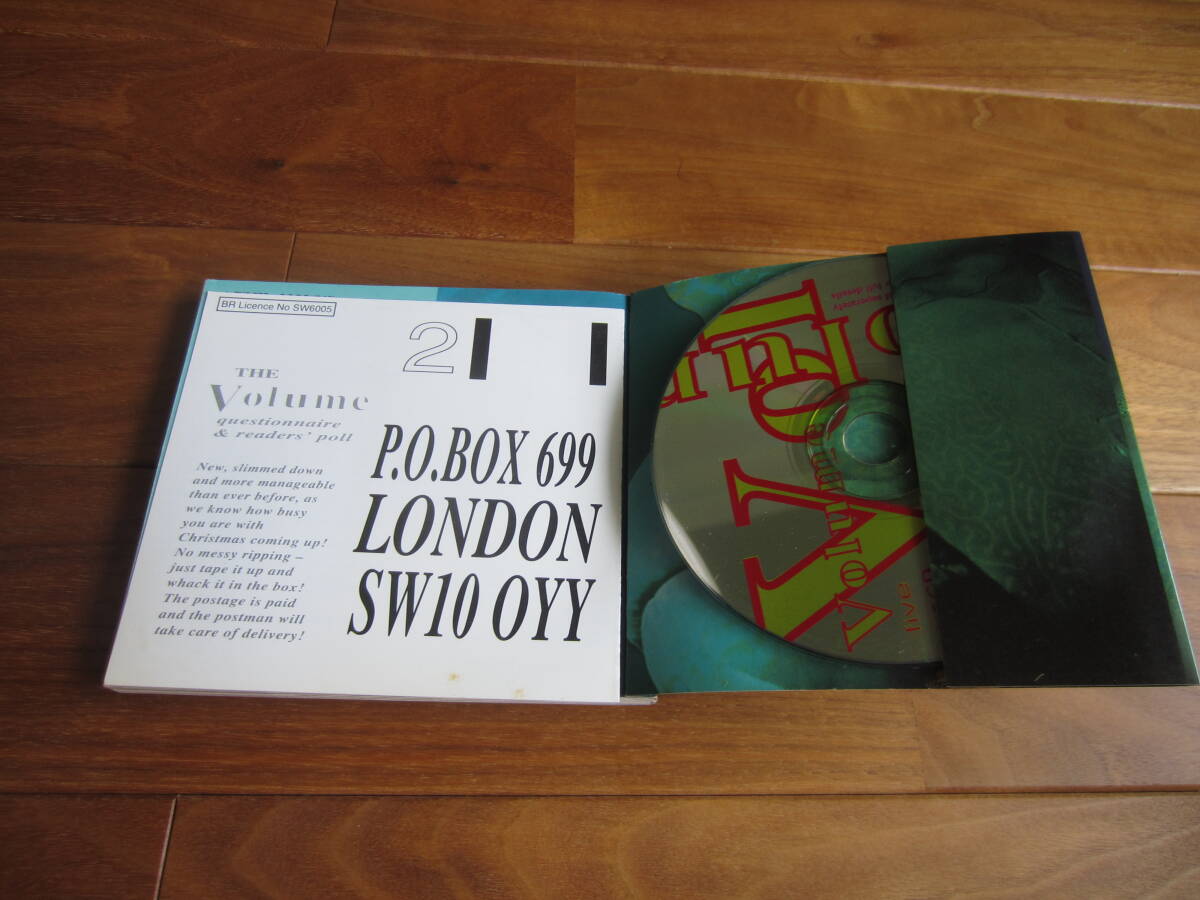 BR Licence No SW6005
2
THE
Volume
questionnaire
& readers' poll
New, slimmed down
and more manageable
than ever before, as
we know how busy
you are with
Christmas coming up!
No messy ripping –
just tape it up and
whack it in the box!
The postage is paid
and the postman will
take care of delivery!
P.O.BOX 699
LONDON
SW10 OYY
Volume
live